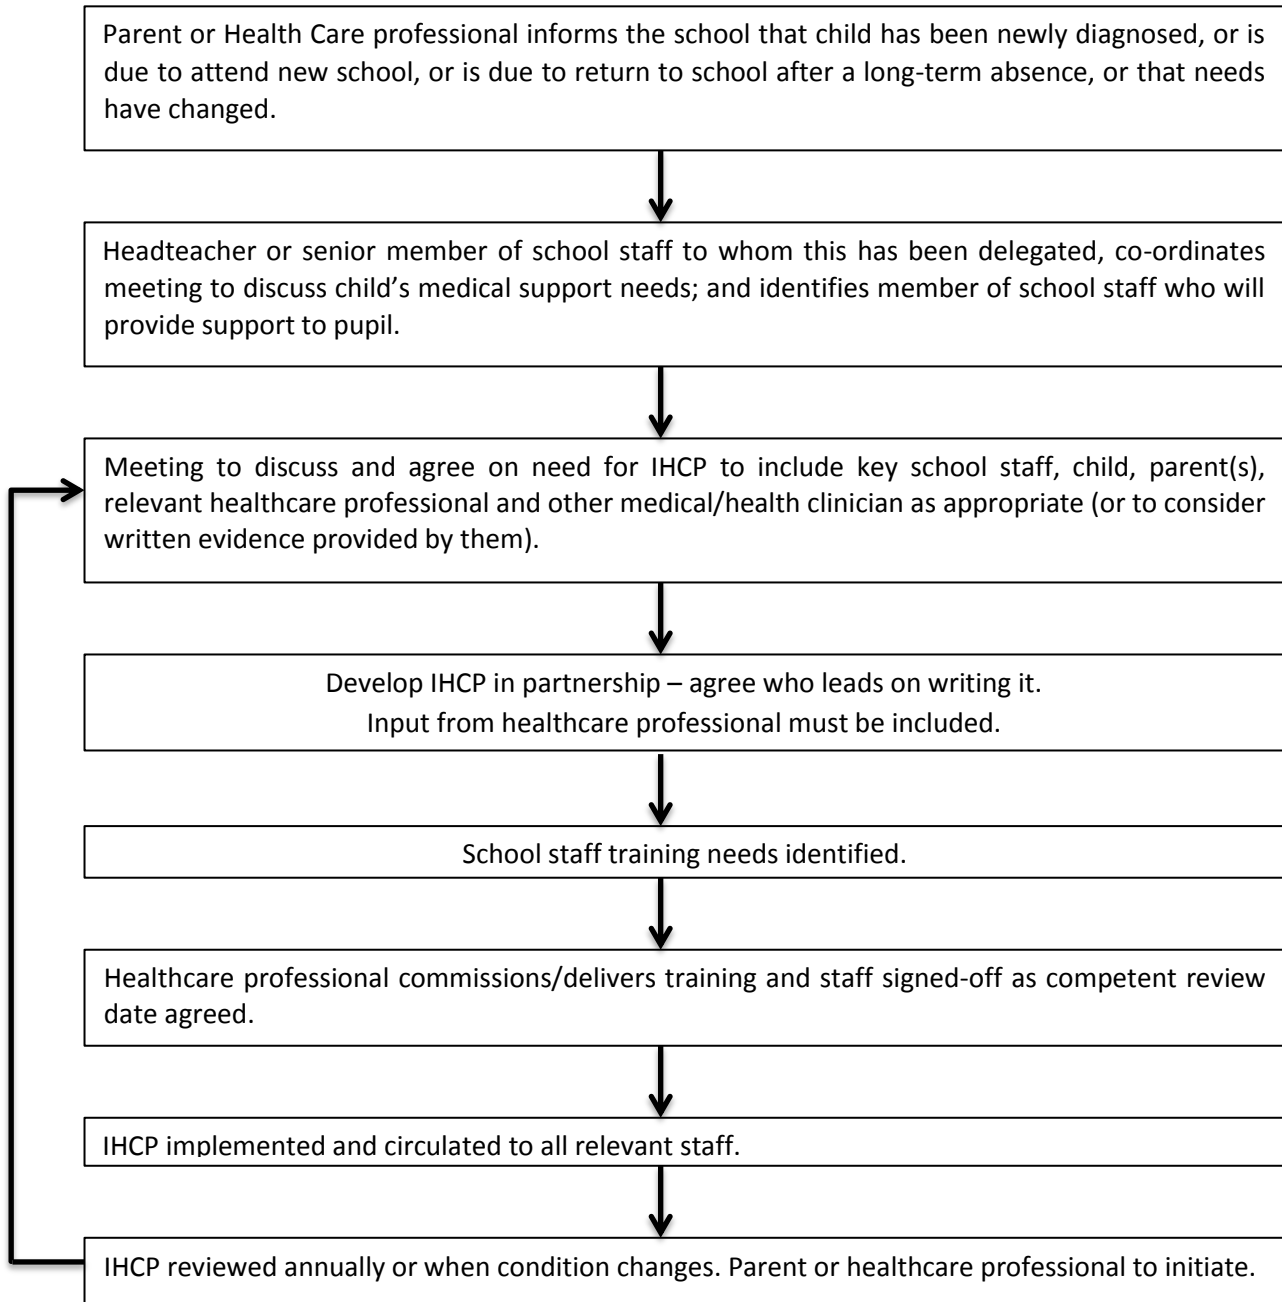 Parent or Health Care professional informs the school that child has been newly diagnosed, or is
due to attend new school, or is due to return to school after a long-term absence, or that needs
have changed.
Headteacher or senior member of school staff to whom this has been delegated, co-ordinates
meeting to discuss child’s medical support needs; and identifies member of school staff who will
provide support to pupil.
Meeting to discuss and agree on need for IHCP to include key school staff, child, parent(s),
relevant healthcare professional and other medical/health clinician as appropriate (or to consider
written evidence provided by them).
Develop IHCP in partnership – agree who leads on writing it.
Input from healthcare professional must be included.
School staff training needs identified.
Healthcare professional commissions/delivers training and staff signed-off as competent review
date agreed.
IHCP implemented and circulated to all relevant staff.
IHCP reviewed annually or when condition changes. Parent or healthcare professional to initiate.